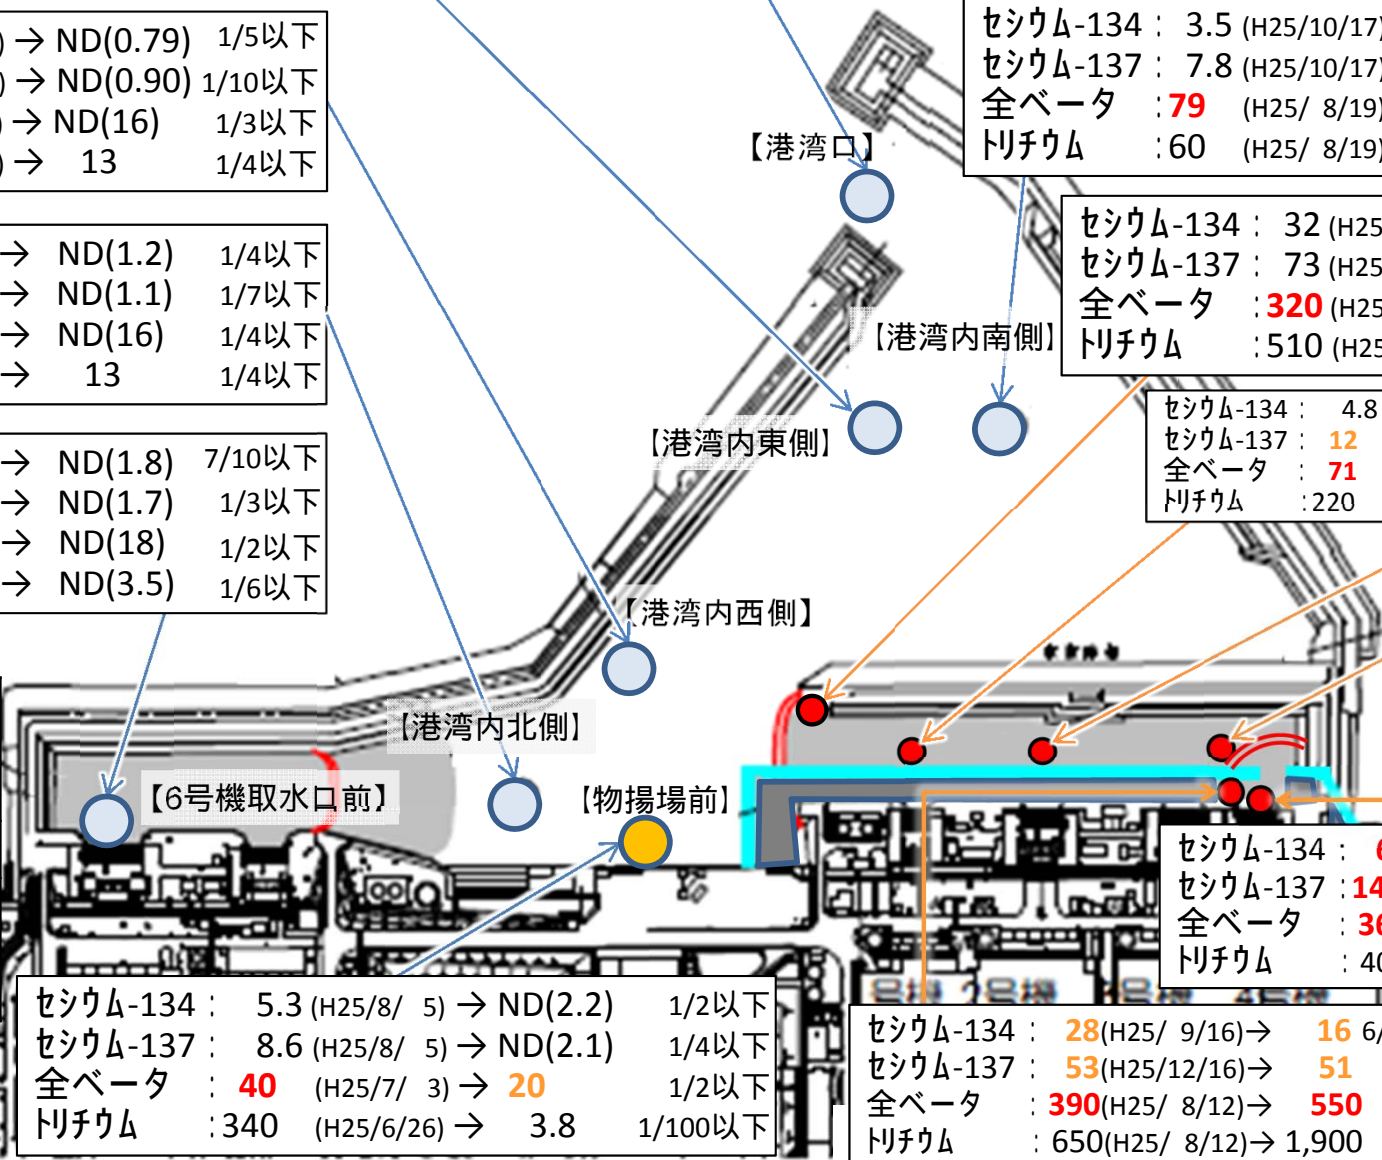 → ND(0.79) 1/5以下
→ ND(0.90) 1/10以下
→ ND(16) 1/3以下
→ 13 1/4以下
→ ND(1.2) 1/4以下
→ ND(1.1) 1/7以下
→ ND(16) 1/4以下
→ 13 1/4以下
→ ND(1.8) 7/10以下
→ ND(1.7) 1/3以下
→ ND(18) 1/2以下
→ ND(3.5) 1/6以下
セシウム-134 : 3.5 (H25/10/17)
セシウム-137 : 7.8 (H25/10/17)
全ベータ :79 (H25/ 8/19)
トリチウム :60 (H25/ 8/19)
セシウム-134 : 32 (H25
セシウム-137 : 73 (H25
全ベータ :320 (H25
トリチウム :510 (H25
セシウム-134 : 4.8
セシウム-137 : 12
全ベータ : 71
トリチウム :220
【港湾口】
【港湾内南側】
【港湾内東側】
【港湾内西側】
【港湾内北側】
【6号機取水口前】
【物揚場前】
セシウム-134 : 6
セシウム-137 :14
全ベータ : 36
トリチウム : 40
2号機
4号機
セシウム-134 : 5.3 (H25/8/ 5) → ND(2.2) 1/2以下
セシウム-137 : 8.6 (H25/8/ 5) → ND(2.1) 1/4以下
全ベータ : 40 (H25/7/ 3) → 20 1/2以下
トリチウム :340 (H25/6/26) → 3.8 1/100以下
セシウム-134 : 28(H25/ 9/16)→ 16 6/
セシウム-137 : 53(H25/12/16)→ 51
全ベータ : 390(H25/ 8/12)→ 550
トリチウム : 650(H25/ 8/12)→ 1,900